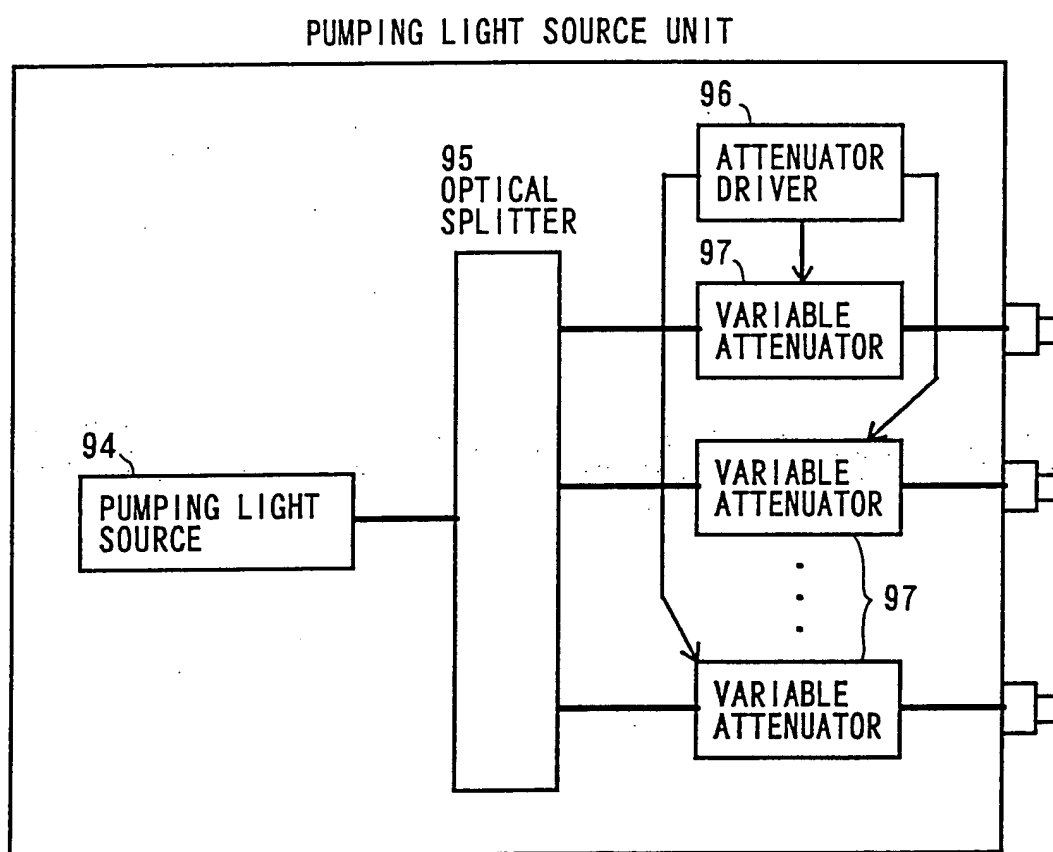 PUMPING LIGHT SOURCE UNIT
96
ATTENUATOR
DRIVER
95
OPTICAL
SPLITTER
97
VARIABLE
ATTENUATOR
94
PUMPING LIGHT
SOURCE
VARIABLE
ATTENUATOR
97
VARIABLE
ATTENUATOR